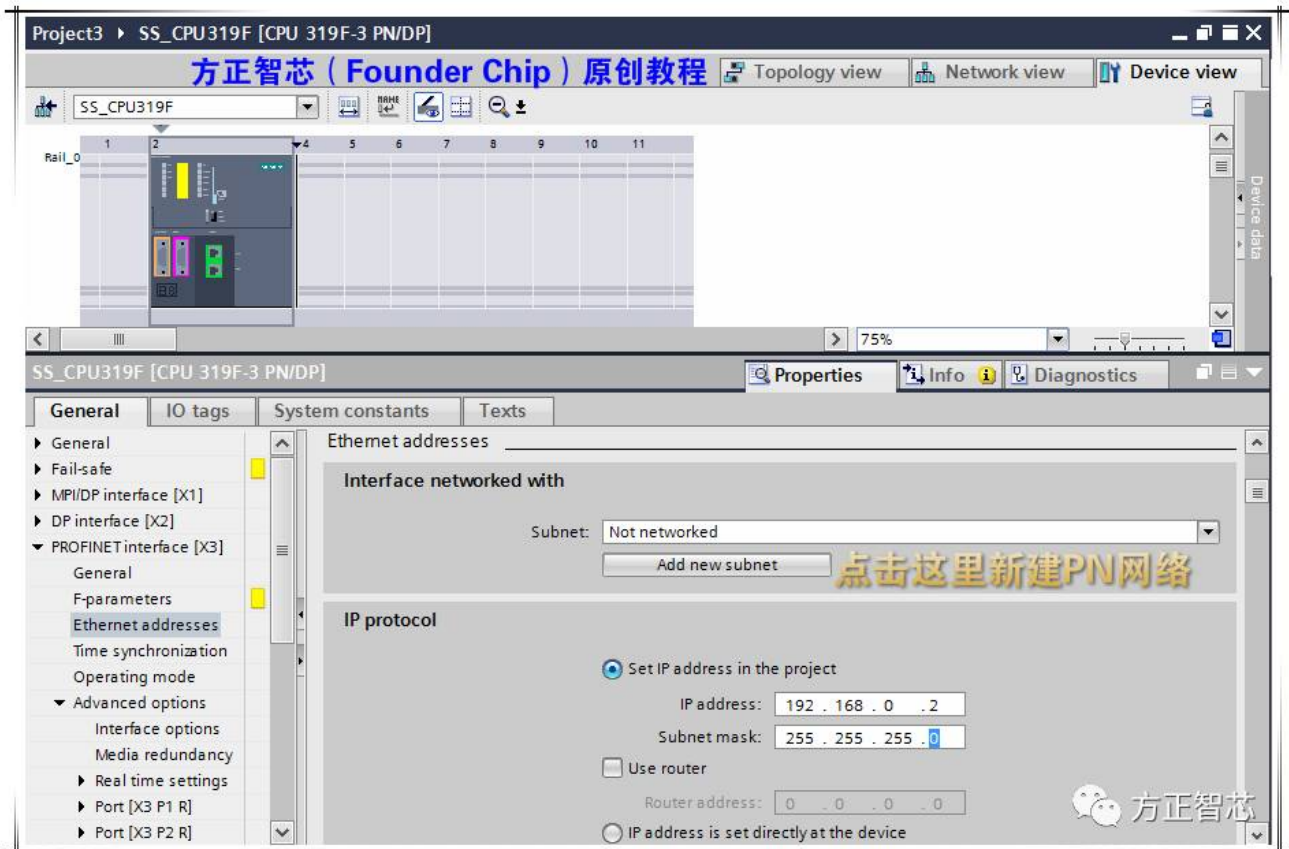 Project3 ▸ SS_CPU319F [CPU 319F-3 PN/DP]
方正智芯（Founder Chip）原创教程
Topology view
Network view
Device view
SS_CPU319F
NAME
1 2 4 5 6 7 8 9 10 11
Rail_0
Device data
75%
SS_CPU319F [CPU 319F-3 PN/DP]
Properties
Info
Diagnostics
General
IO tags
System constants
Texts
General
Fail-safe
MPI/DP interface [X1]
DP interface [X2]
PROFINET interface [X3]
General
F-parameters
Ethernet addresses
Time synchronization
Operating mode
Advanced options
Interface options
Media redundancy
Real time settings
Port [X3 P1 R]
Port [X3 P2 R]
Ethernet addresses
Interface networked with
Subnet: Not networked
Add new subnet
点击这里新建PN网络
IP protocol
Set IP address in the project
IP address: 192 . 168 . 0 . 2
Subnet mask: 255 . 255 . 255 . 0
Use router
Router address: 0 . 0 . 0 . 0
IP address is set directly at the device
方正智芯